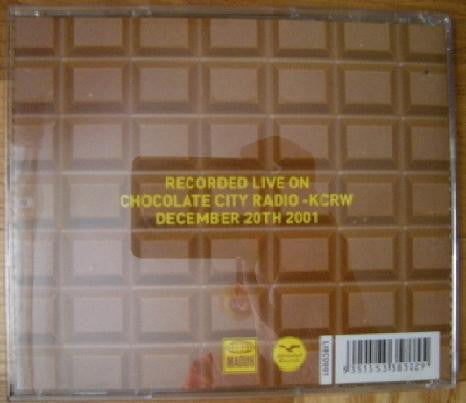 RECORDED LIVE ON
CHOCOLATE CITY RADIO -KCRW
DECEMBER 20TH 2001